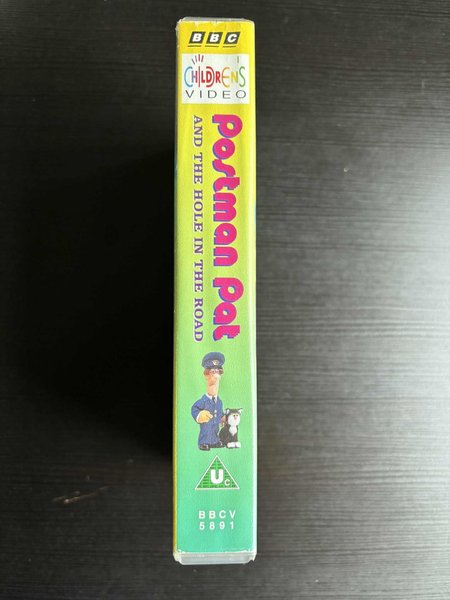 BBC
CHILDRENS
VIDEO
Postman Pat
AND THE HOLE IN THE ROAD
Uc
BBCV
5891